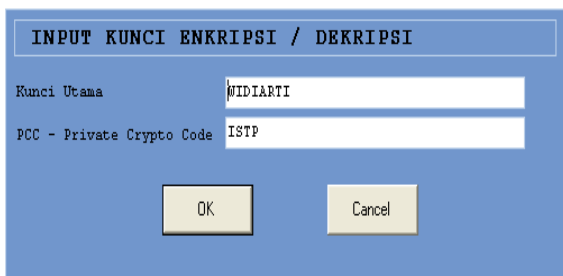 INPUT KUNCI ENKRIPSI / DEKRIPSI
Kunci Utama WIDIARTI
PCC - Private Crypto Code ISTP
OK Cancel